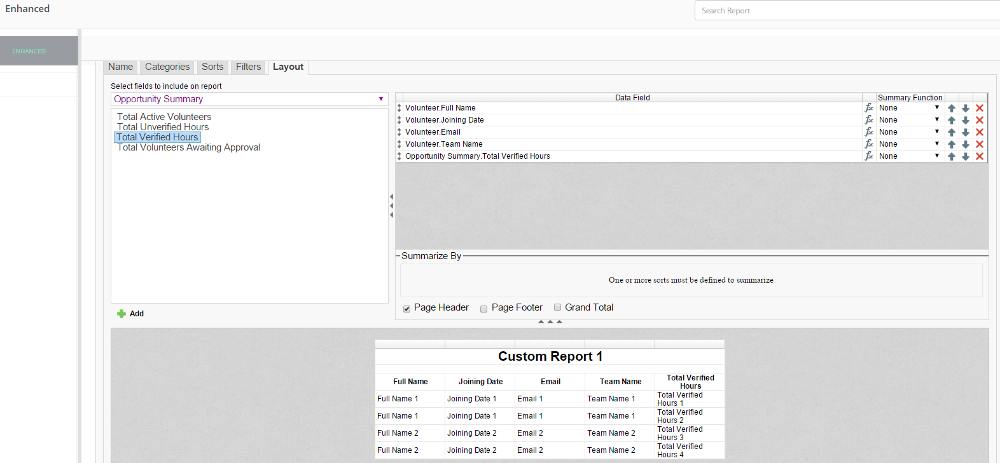 Enhanced
Search Report
ENHANCED
Name Categories Sorts Filters Layout
Select fields to include on report
Opportunity Summary
Total Active Volunteers
Total Unverified Hours
Total Verified Hours
Total Volunteers Awaiting Approval
Add
Data Field Summary Function
Volunteer.Full Name fx None
Volunteer.Joining Date fx None
Volunteer.Email fx None
Volunteer.Team Name fx None
Opportunity Summary.Total Verified Hours fx None
Summarize By
One or more sorts must be defined to summarize
Page Header Page Footer Grand Total
Custom Report 1
Full Name Joining Date Email Team Name Total Verified Hours
Full Name 1 Joining Date 1 Email 1 Team Name 1 Total Verified Hours 1
Full Name 1 Joining Date 1 Email 1 Team Name 1 Total Verified Hours 2
Full Name 2 Joining Date 2 Email 2 Team Name 2 Total Verified Hours 3
Full Name 2 Joining Date 2 Email 2 Team Name 2 Total Verified Hours 4